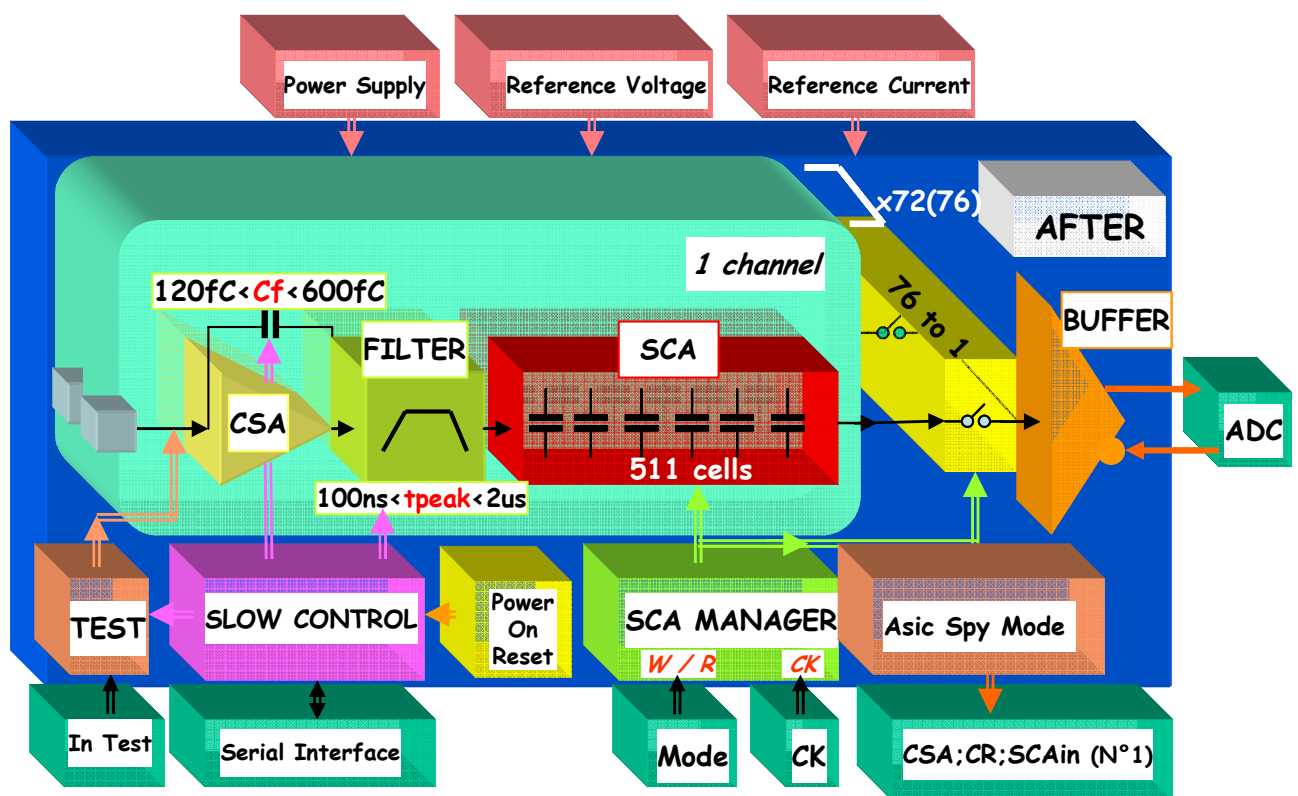 Power Supply
Reference Voltage
Reference Current
x72(76)
AFTER
1 channel
120fC<Cf<600fC
76 to 1
BUFFER
FILTER
SCA
CSA
ADC
511 cells
100ns<tpeak<2us
TEST
SLOW CONTROL
Power
On
Reset
SCA MANAGER
W / R
CK
Asic Spy Mode
In Test
Serial Interface
Mode
CK
CSA;CR;SCAin (N°1)